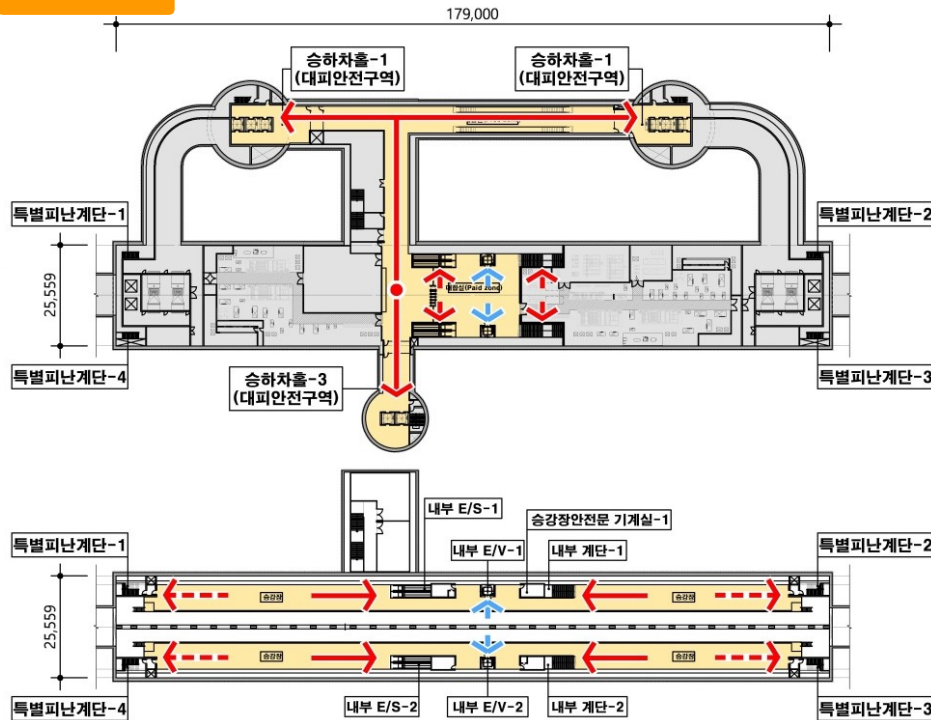 179,000
승하차홀-1
(대피안전구역)
승하차홀-1
(대피안전구역)
특별피난계단-1
특별피난계단-2
25,559
대합실(Paid zond)
특별피난계단-4
특별피난계단-3
승하차홀-3
(대피안전구역)
내부 E/S-1
승강장안전문 기계실-1
특별피난계단-1
내부 E/V-1
내부 계단-1
특별피난계단-2
승강장
승강장
25,559
승강장
승강장
특별피난계단-4
내부 E/S-2
내부 E/V-2
내부 계단-2
특별피난계단-3